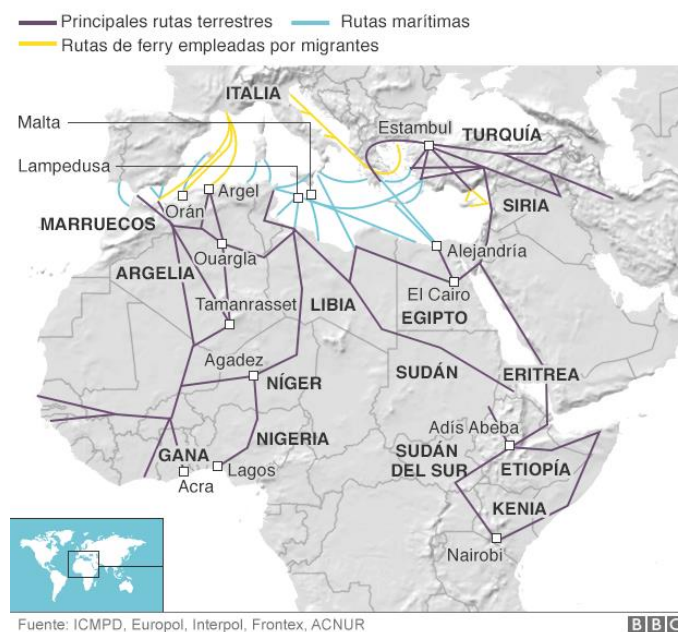 Principales rutas terrestres
Rutas marítimas
Rutas de ferry empleadas por migrantes
ITALIA
Malta
Estambul
TURQUÍA
Lampedusa
Argel
Orán
SIRIA
MARRUECOS
Ouargla
Alejandría
ARGELIA
El Cairo
Tamanrasset
LIBIA
EGIPTO
Agadez
NÍGER
SUDÁN
ERITREA
Adís Abeba
NIGERIA
GANA
SUDÁN
DEL SUR
ETIOPÍA
Lagos
Acra
KENIA
Nairobi
Fuente: ICMPD, Europol, Interpol, Frontex, ACNUR
BBC